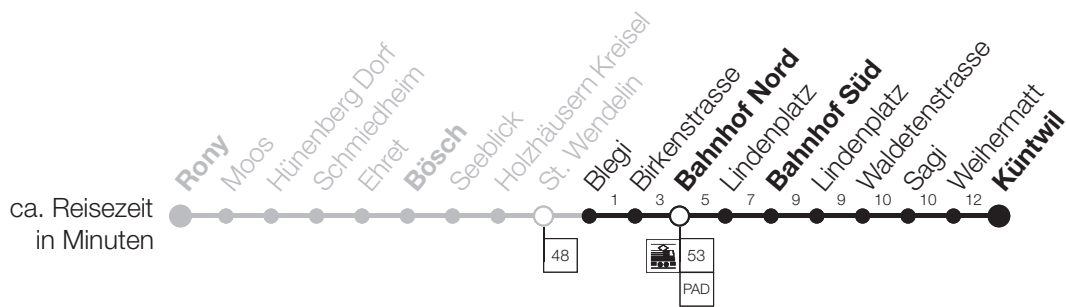 Rony
Moos
Hünenberg Dorf
Schmiedheim
Ehret
Bösch
Seeblick
Holzhäusern Kreisel
St. Wendelin
Blegi
Birkenstrasse
Bahnhof Nord
Lindenplatz
Bahnhof Süd
Lindenplatz
Waldetenstrasse
Sagi
Weihermatt
Küntwil
ca. Reisezeit
in Minuten
1 3 5 7 9 9 10 10 12
48
53
PAD